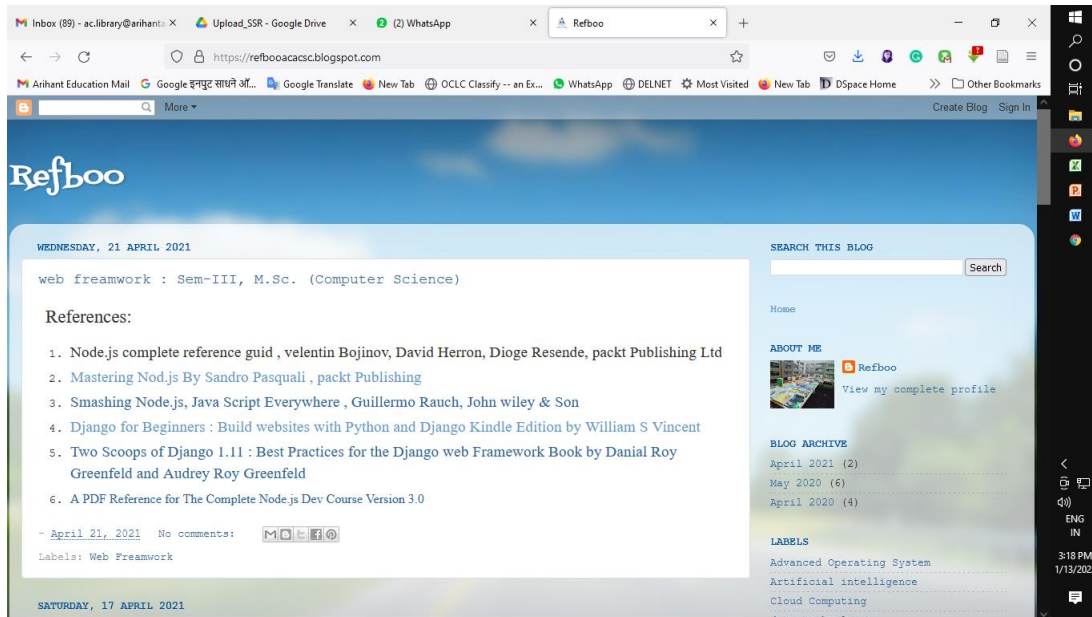 Inbox (89) - ac.library@arihanta
Upload_SSR - Google Drive
(2) WhatsApp
Refboo
https://refboooacacsc.blogspot.com
Arihant Education Mail
Google इनपुट साधने ऑ...
Google Translate
New Tab
OCLC Classify -- an Ex...
WhatsApp
DELNET
Most Visited
New Tab
DSpace Home
Other Bookmarks
More
Create Blog Sign In
Refboo
WEDNESDAY, 21 APRIL 2021
web freamwork : Sem-III, M.Sc. (Computer Science)
References:
1. Node.js complete reference guid , velentin Bojinov, David Herron, Dioge Resende, packt Publishing Ltd
2. Mastering Nod.js By Sandro Pasquali , packt Publishing
3. Smashing Node.js, Java Script Everywhere , Guillermo Rauch, John wiley & Son
4. Django for Beginners : Build websites with Python and Django Kindle Edition by William S Vincent
5. Two Scoops of Django 1.11 : Best Practices for the Django web Framework Book by Danial Roy
Greenfeld and Audrey Roy Greenfeld
6. A PDF Reference for The Complete Node.js Dev Course Version 3.0
- April 21, 2021 No comments:
Labels: Web Freamwork
SATURDAY, 17 APRIL 2021
SEARCH THIS BLOG
Search
Home
ABOUT ME
Refboo
View my complete profile
BLOG ARCHIVE
April 2021 (2)
May 2020 (6)
April 2020 (4)
LABELS
Advanced Operating System
Artificial intelligence
Cloud Computing
ENG
IN
3:18 PM
1/13/202